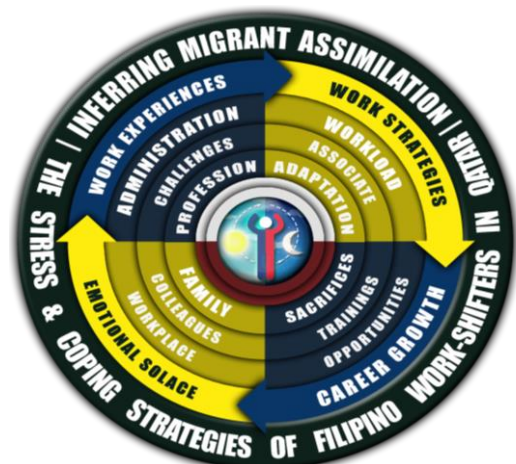 THE | INFERRING MIGRANT ASSIMILATION | THE STRESS & COPING STRATEGIES OF FILIPINO WORK-SHIFTERS IN QATAR
WORK EXPERIENCES
ADMINISTRATION
CHALLENGES
PROFESSION
WORK STRATEGIES
WORKLOAD
ASSOCIATE
ADAPTATION
CAREER GROWTH
OPPORTUNITIES
TRAININGS
SACRIFICES
EMOTIONAL SOLACE
WORKPLACE
COLLEAGUES
FAMILY